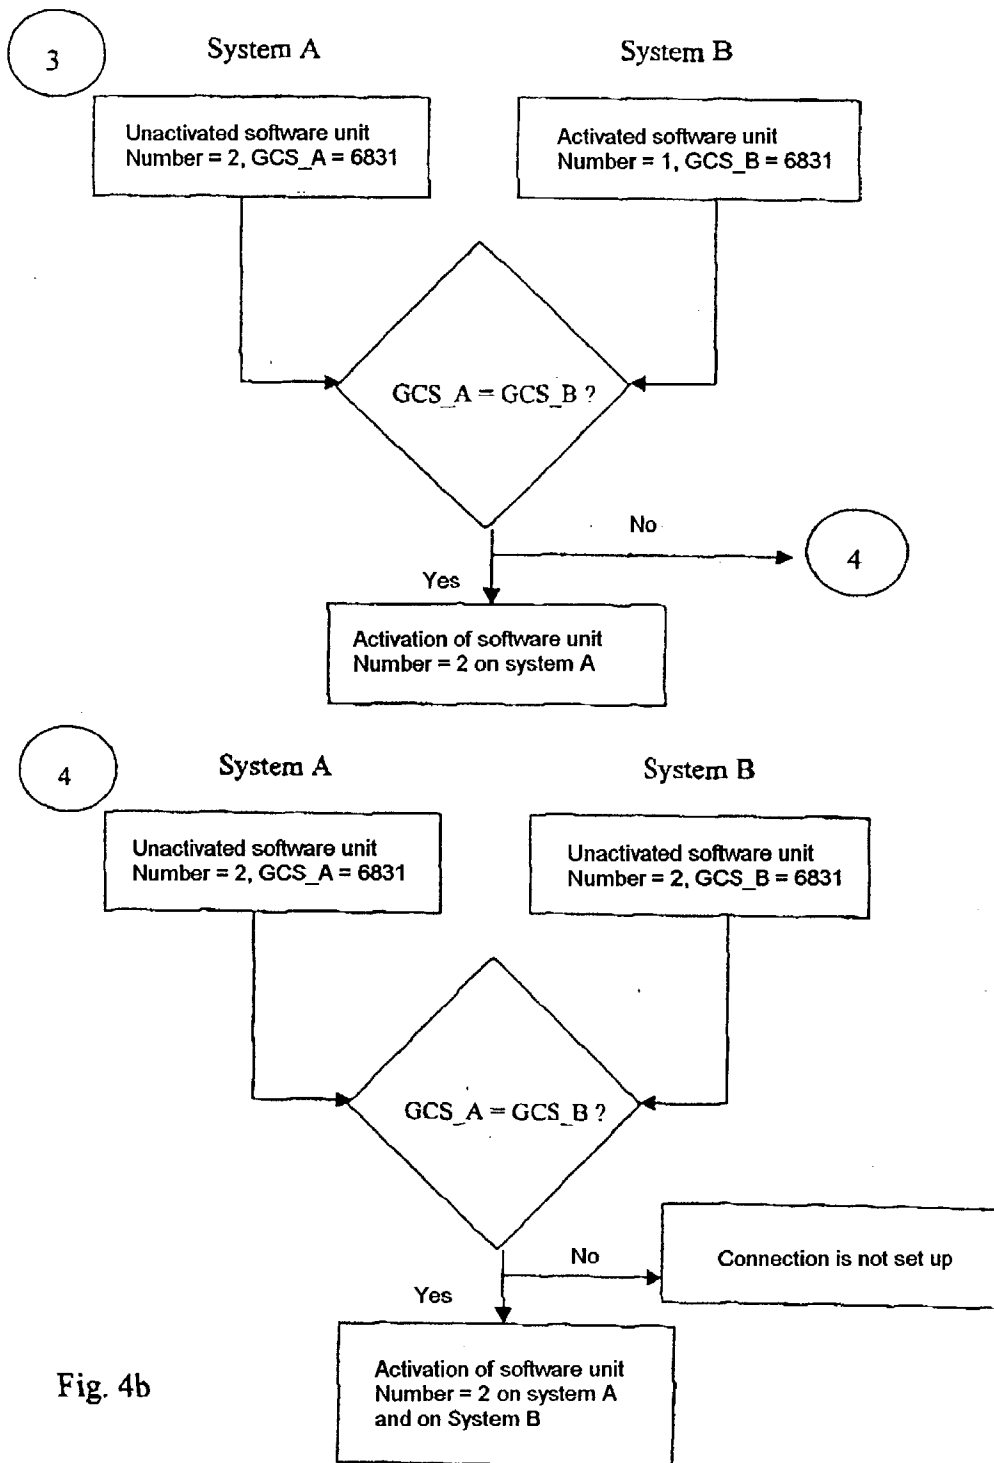 3
System A
System B
Unactivated software unit
Number = 2, GCS_A = 6831
Activated software unit
Number = 1, GCS_B = 6831
GCS_A = GCS_B ?
No
4
Yes
Activation of software unit
Number = 2 on system A
4
System A
System B
Unactivated software unit
Number = 2, GCS_A = 6831
Unactivated software unit
Number = 2, GCS_B = 6831
GCS_A = GCS_B ?
No
Connection is not set up
Yes
Activation of software unit
Number = 2 on system A
and on System B
Fig. 4b